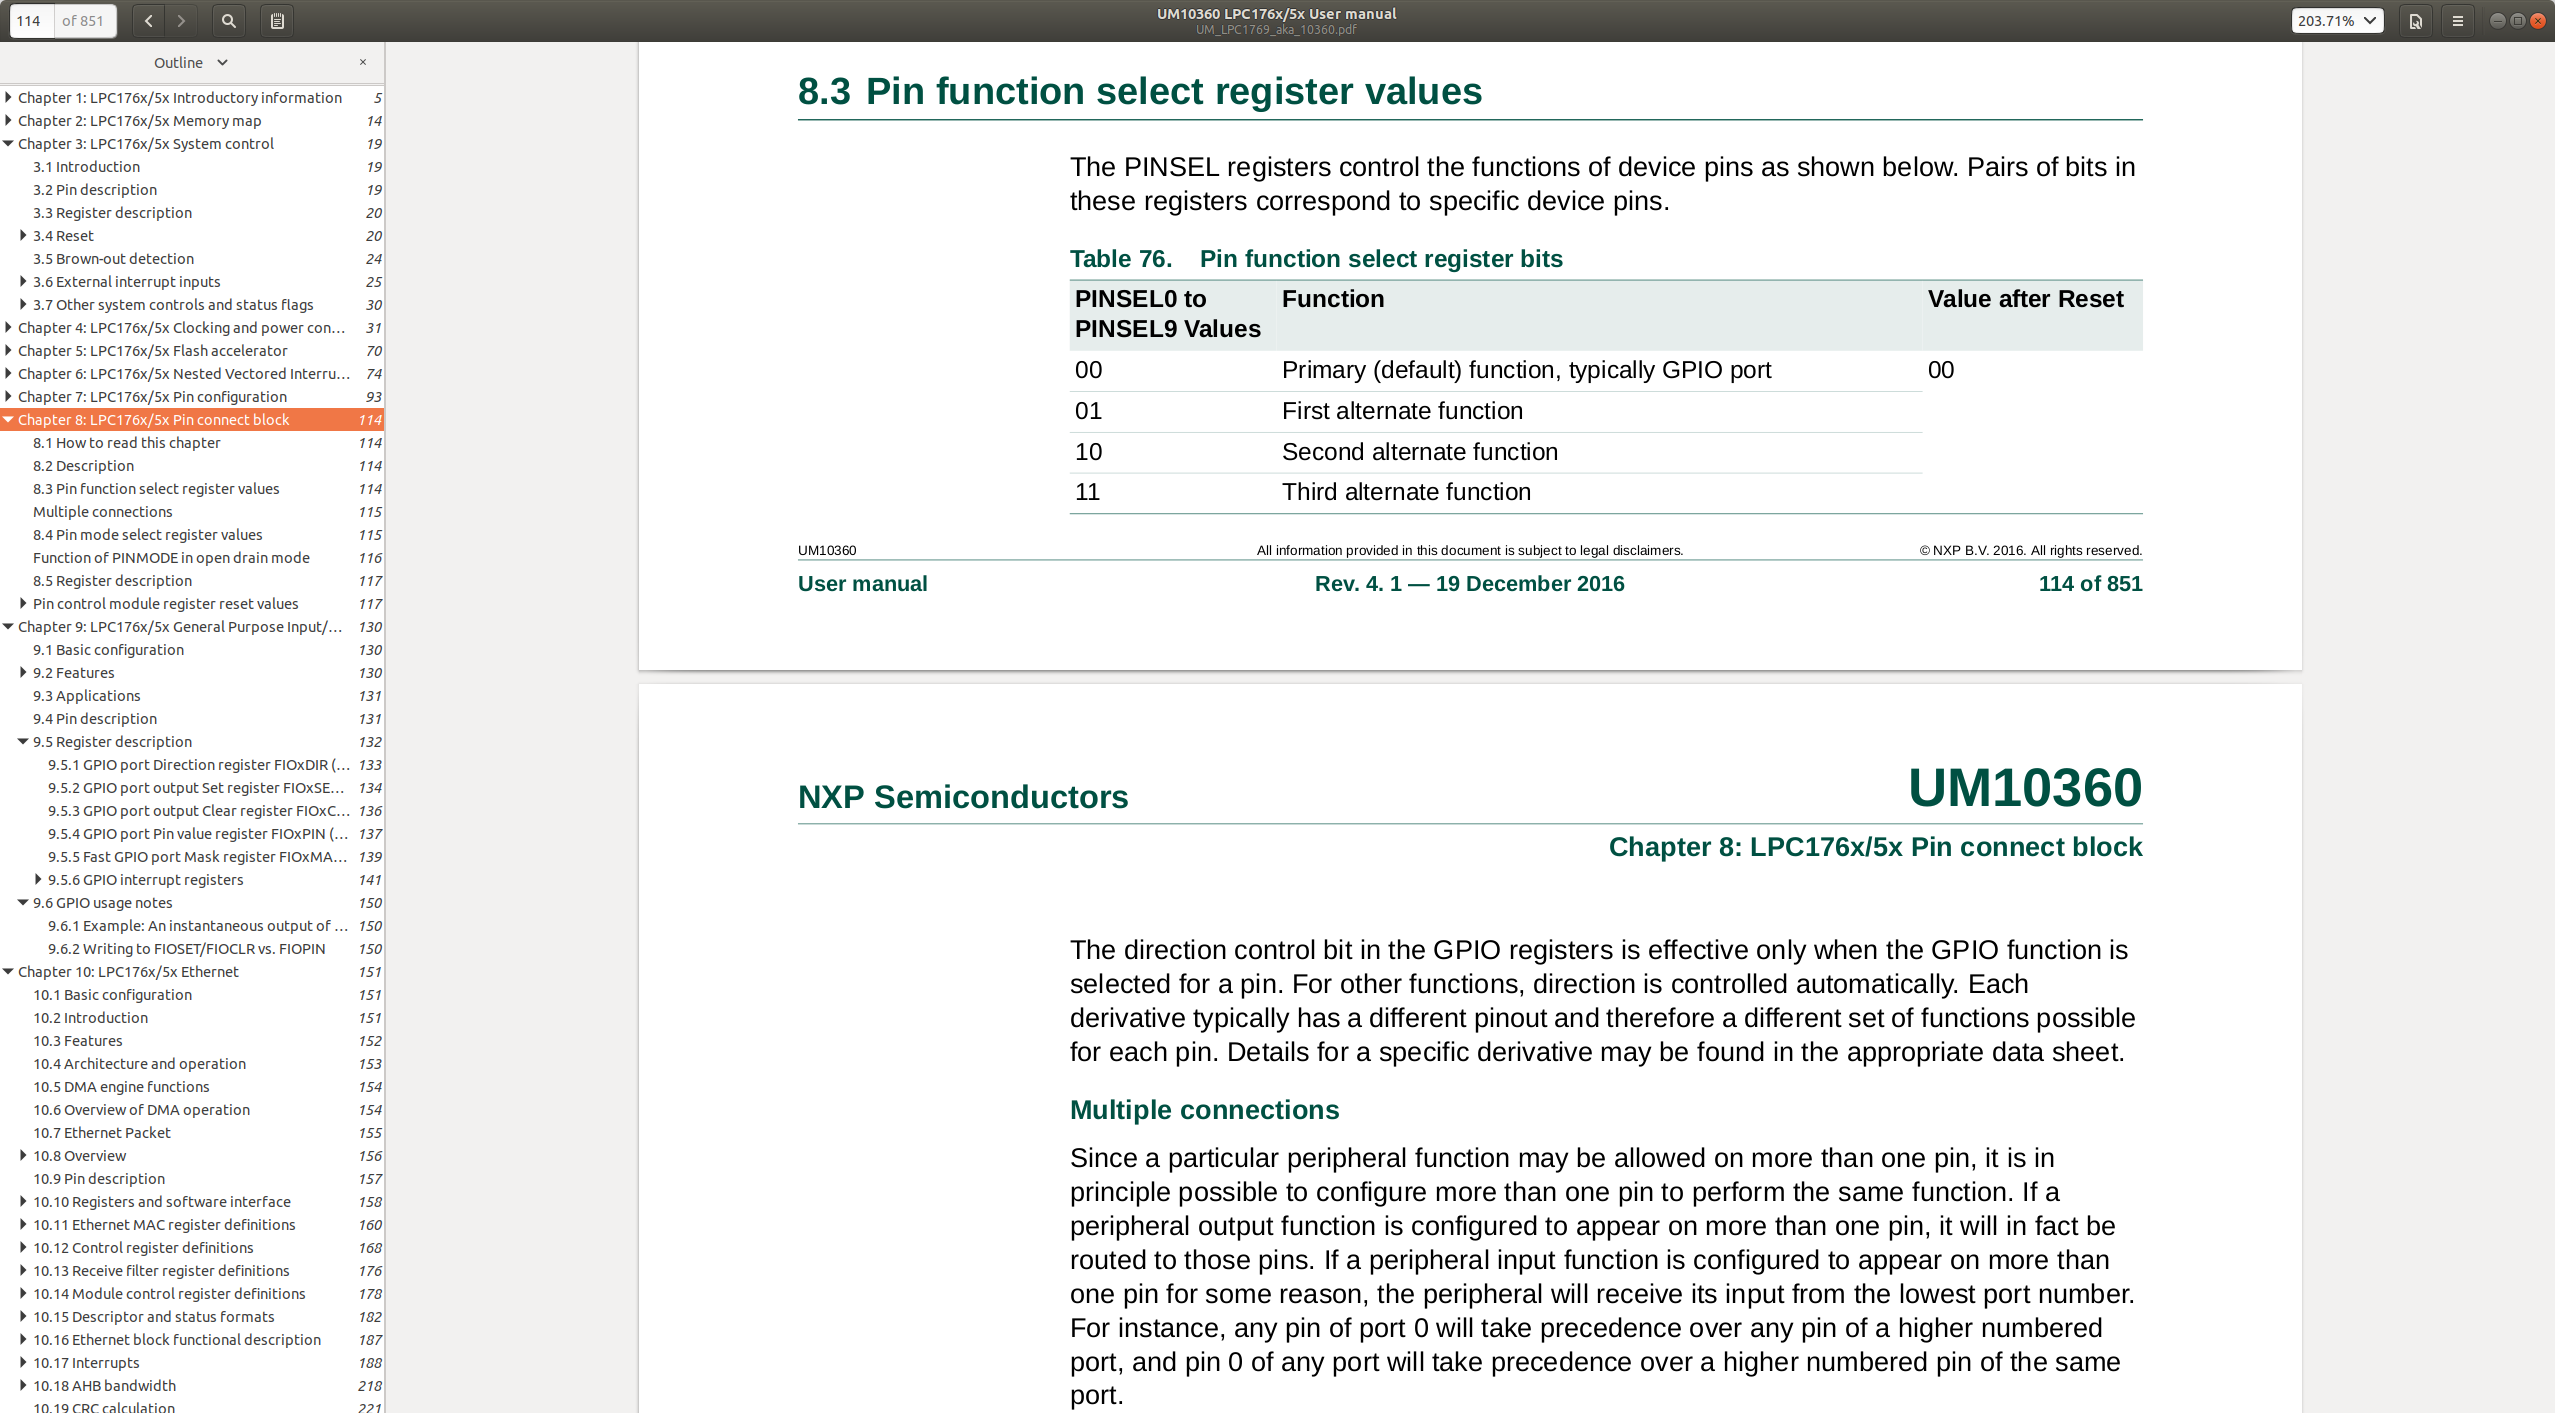 114 of 851
UM10360 LPC176x/5x User manual
UM_LPC1769_aka_10360.pdf
203.71%
Outline
Chapter 1: LPC176x/5x Introductory information 5
Chapter 2: LPC176x/5x Memory map 14
Chapter 3: LPC176x/5x System control 19
3.1 Introduction 19
3.2 Pin description 19
3.3 Register description 20
3.4 Reset 20
3.5 Brown-out detection 24
3.6 External interrupt inputs 25
3.7 Other system controls and status flags 30
Chapter 4: LPC176x/5x Clocking and power con... 31
Chapter 5: LPC176x/5x Flash accelerator 70
Chapter 6: LPC176x/5x Nested Vectored Interru... 74
Chapter 7: LPC176x/5x Pin configuration 93
Chapter 8: LPC176x/5x Pin connect block 114
8.1 How to read this chapter 114
8.2 Description 114
8.3 Pin function select register values 114
Multiple connections 115
8.4 Pin mode select register values 115
Function of PINMODE in open drain mode 116
8.5 Register description 117
Pin control module register reset values 117
Chapter 9: LPC176x/5x General Purpose Input/... 130
9.1 Basic configuration 130
9.2 Features 130
9.3 Applications 131
9.4 Pin description 131
9.5 Register description 132
9.5.1 GPIO port Direction register FIOxDIR (... 133
9.5.2 GPIO port output Set register FIOxSE... 134
9.5.3 GPIO port output Clear register FIOxC... 136
9.5.4 GPIO port Pin value register FIOxPIN (... 137
9.5.5 Fast GPIO port Mask register FIOxMA... 139
9.5.6 GPIO interrupt registers 141
9.6 GPIO usage notes 150
9.6.1 Example: An instantaneous output of ... 150
9.6.2 Writing to FIOSET/FIOCLR vs. FIOPIN 150
Chapter 10: LPC176x/5x Ethernet 151
10.1 Basic configuration 151
10.2 Introduction 151
10.3 Features 152
10.4 Architecture and operation 153
10.5 DMA engine functions 154
10.6 Overview of DMA operation 154
10.7 Ethernet Packet 155
10.8 Overview 156
10.9 Pin description 157
10.10 Registers and software interface 158
10.11 Ethernet MAC register definitions 160
10.12 Control register definitions 168
10.13 Receive filter register definitions 176
10.14 Module control register definitions 178
10.15 Descriptor and status formats 182
10.16 Ethernet block functional description 187
10.17 Interrupts 188
10.18 AHB bandwidth 218
10.19 CRC calculation 221
8.3 Pin function select register values
The PINSEL registers control the functions of device pins as shown below. Pairs of bits in
these registers correspond to specific device pins.
Table 76. Pin function select register bits
PINSEL0 to Function Value after Reset
PINSEL9 Values
00 Primary (default) function, typically GPIO port 00
01 First alternate function
10 Second alternate function
11 Third alternate function
UM10360 All information provided in this document is subject to legal disclaimers. © NXP B.V. 2016. All rights reserved.
User manual Rev. 4. 1 — 19 December 2016 114 of 851
NXP Semiconductors UM10360
Chapter 8: LPC176x/5x Pin connect block
The direction control bit in the GPIO registers is effective only when the GPIO function is
selected for a pin. For other functions, direction is controlled automatically. Each
derivative typically has a different pinout and therefore a different set of functions possible
for each pin. Details for a specific derivative may be found in the appropriate data sheet.
Multiple connections
Since a particular peripheral function may be allowed on more than one pin, it is in
principle possible to configure more than one pin to perform the same function. If a
peripheral output function is configured to appear on more than one pin, it will in fact be
routed to those pins. If a peripheral input function is configured to appear on more than
one pin for some reason, the peripheral will receive its input from the lowest port number.
For instance, any pin of port 0 will take precedence over any pin of a higher numbered
port, and pin 0 of any port will take precedence over a higher numbered pin of the same
port.